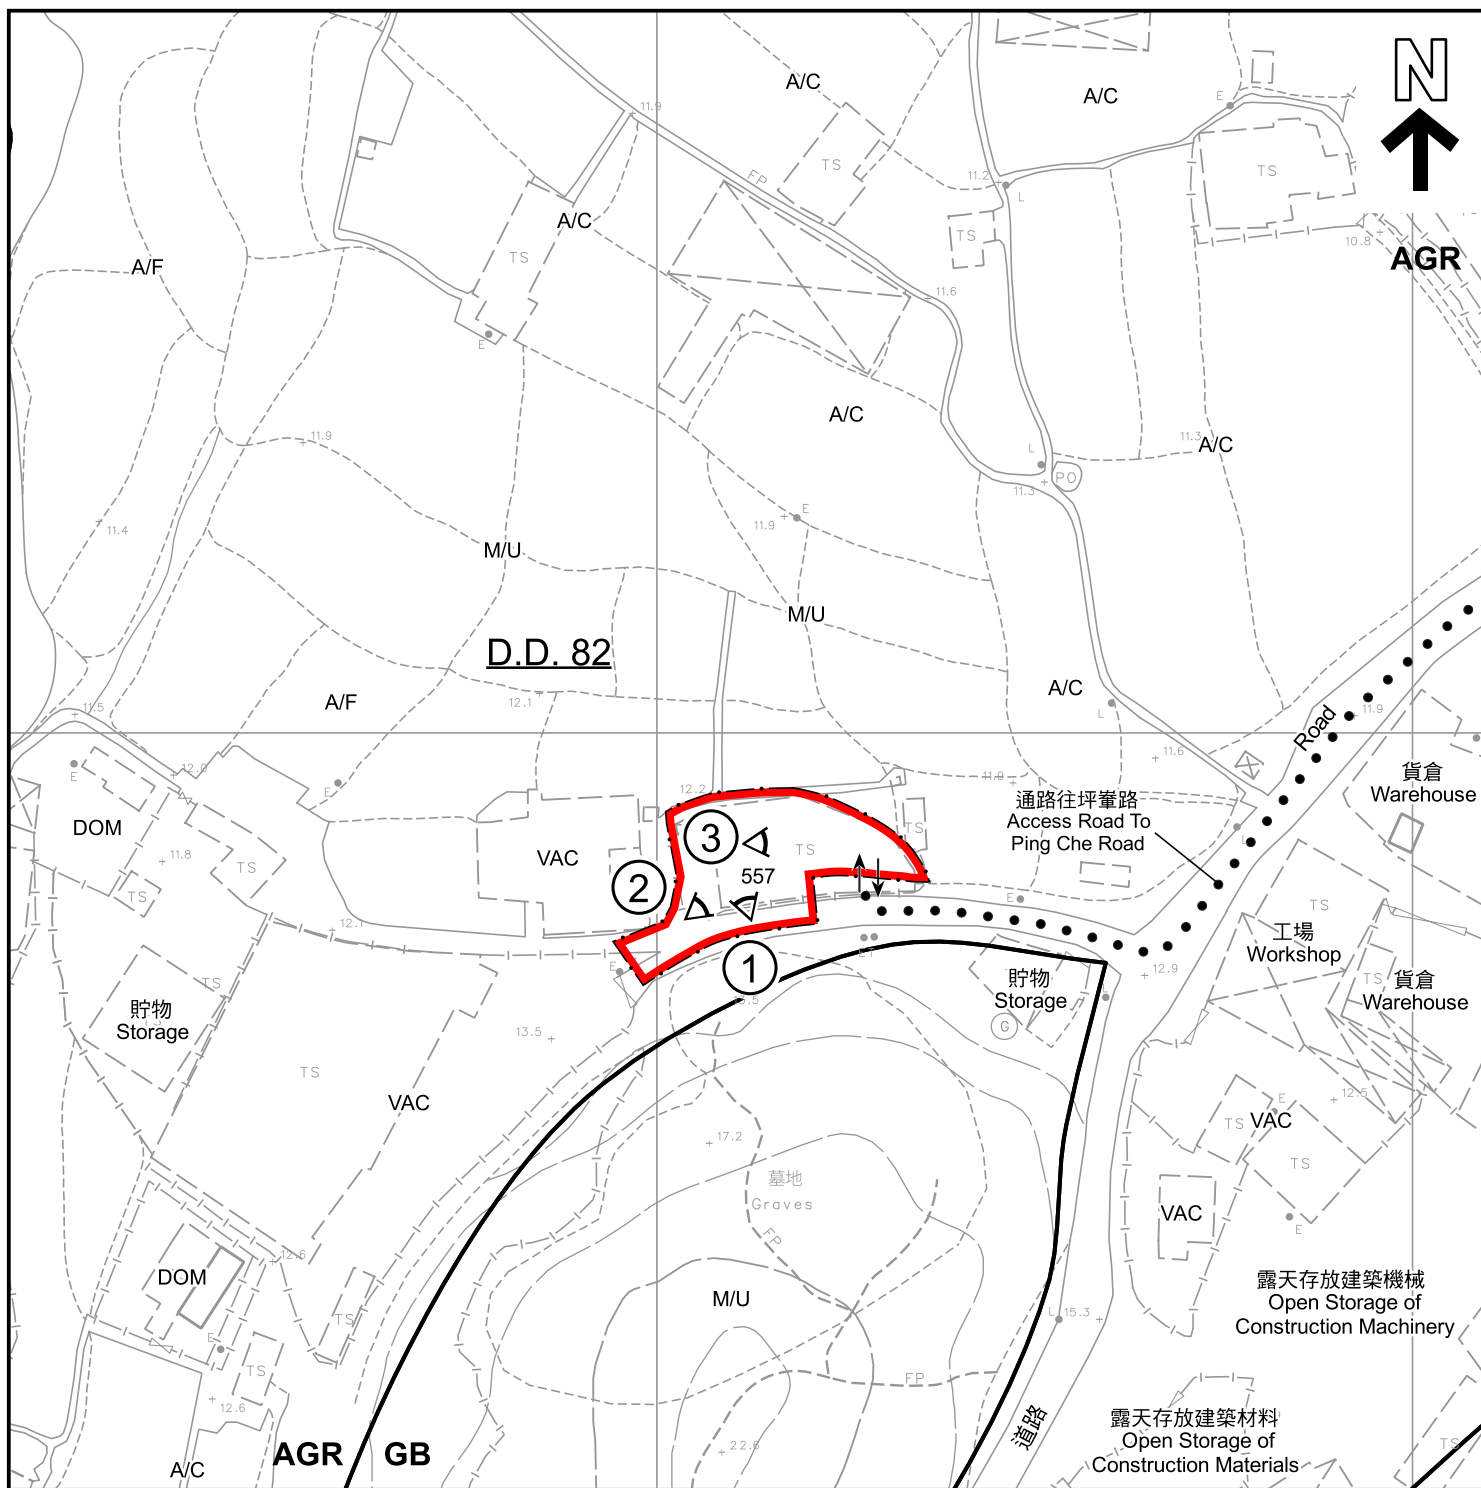 N
A/C
A/C
E
11.9
TS
TS
FP
11.2
L
A/C
TS
TS
10.8
AGR
A/F
11.6
E
A/C
11.9
11.3
A/C
L
11.3
PO
11.4
11.9
E
M/U
M/U
D.D. 82
A/C
12.1
A/F
L
11.5
11.9
Road
11.6
E
12.0
E
12.2
11.9
貨倉
Warehouse
通路往坪輋路
Access Road To
Ping Che Road
DOM
11.8
TS
VAC
3
TS
TS
L
TS
557
2
E
TS
12.1
工場
Workshop
E
1
12.9
貨倉
Warehouse
TS
TS
貯物
Storage
貯物
Storage
G
13.5
TS
VAC
12.5
E
TS
VAC
17.2
TS
墓地
Graves
VAC
E
FP
12.6
DOM
M/U
露天存放建築機械
Open Storage of
Construction Machinery
TS
L
15.3
E
TS
FP
12.6
道路
露天存放建築材料
Open Storage of
Construction Materials
22.6
TS
A/C
AGR
GB